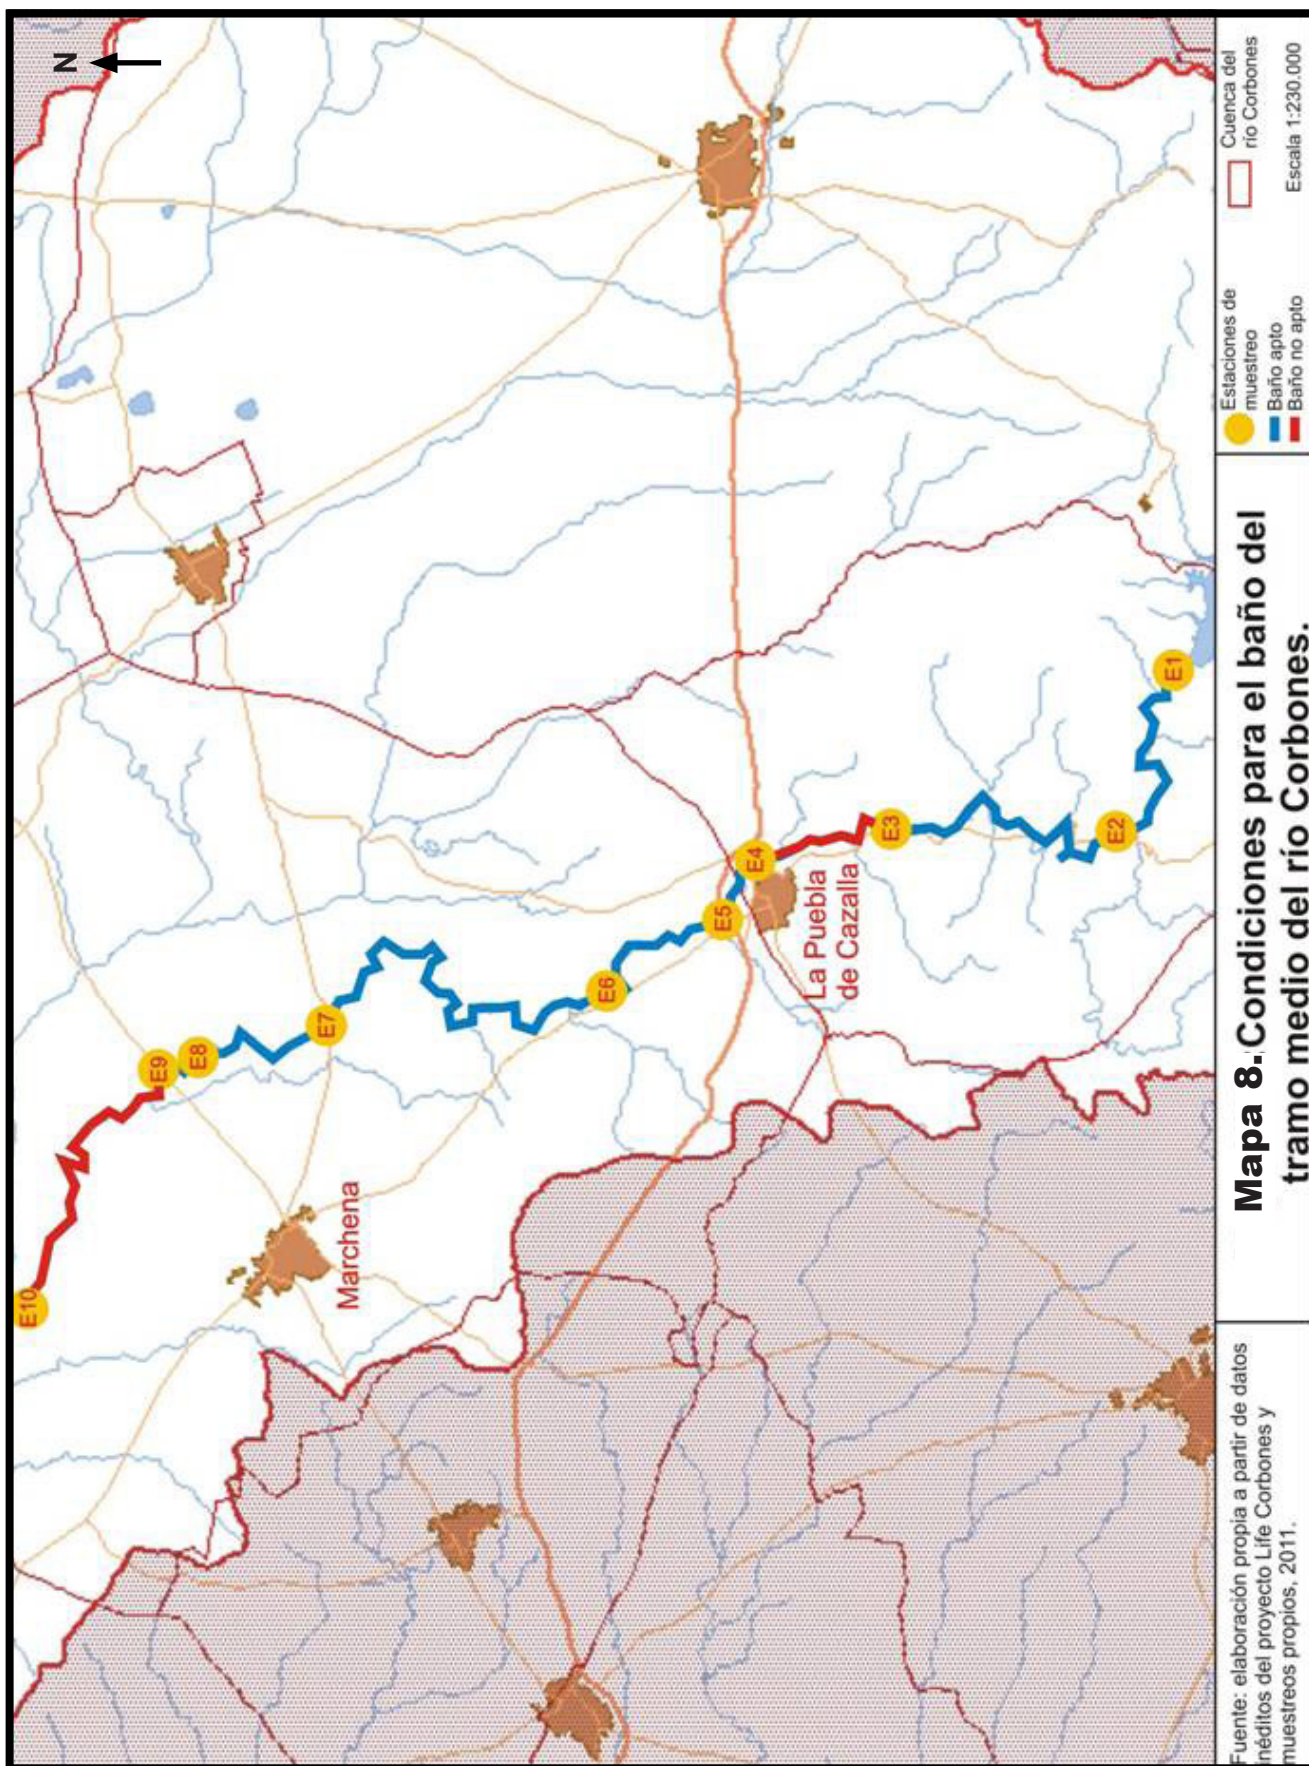 N
E10
E9
E8
E7
E6
E5
E4
E3
E2
E1
Marchena
La Puebla
de Cazalla
Fuente: elaboración propia a partir de datos
inéditos del proyecto Life Corbones y
muestreos propios, 2011.
Mapa 8.Condiciones para el baño del
tramo medio del río Corbones.
Estaciones de
muestreo
Baño apto
Baño no apto
Cuenca del
río Corbones
Escala 1:230.000